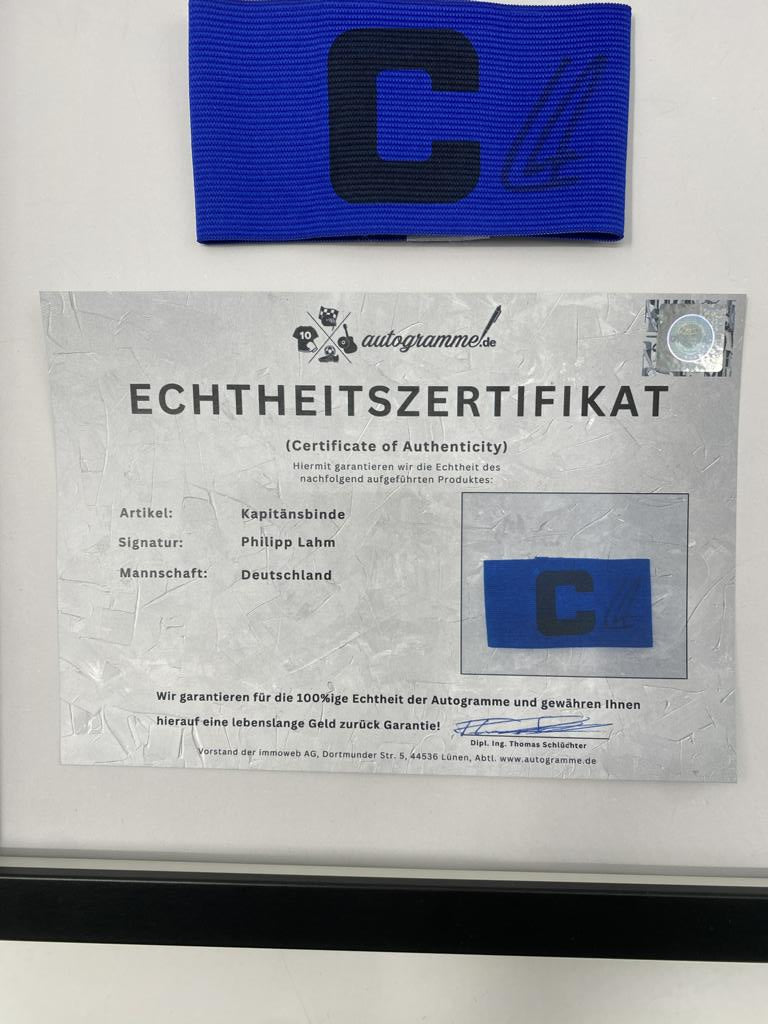 C
10
autogramme.de
ECHTHEITSZERTIFIKAT
(Certificate of Authenticity)
Hiermit garantieren wir die Echtheit des
nachfolgend aufgeführten Produktes:
Artikel: Kapitänsbinde
Signatur: Philipp Lahm
Mannschaft: Deutschland
C
Wir garantieren für die 100%ige Echtheit der Autogramme und gewähren Ihnen
hierauf eine lebenslange Geld zurück Garantie!
Dipl. Ing. Thomas Schlüchter
Vorstand der immoweb AG, Dortmunder Str. 5, 44536 Lünen, Abtl. www.autogramme.de